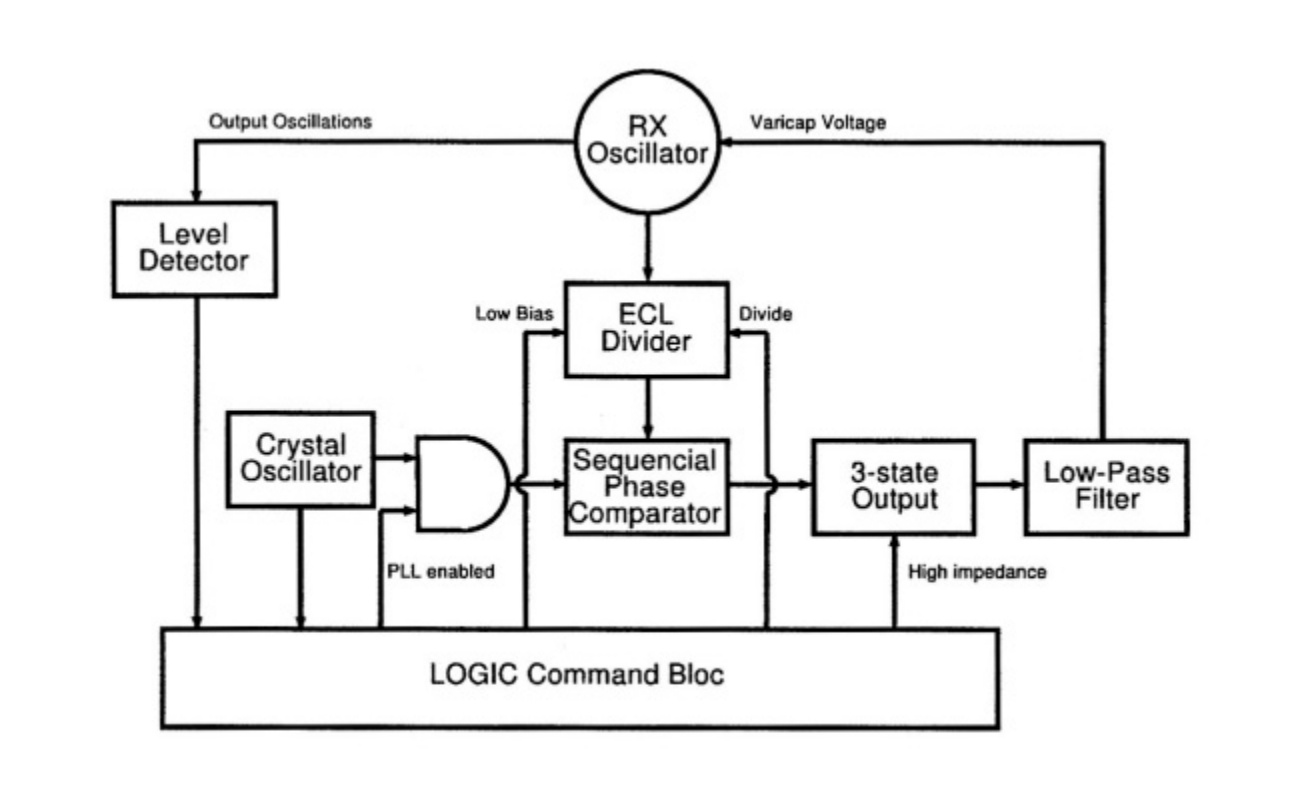 Output Oscillations
RX
Oscillator
Varicap Voltage
Level
Detector
Low Bias
ECL
Divider
Divide
Crystal
Oscillator
Sequencial
Phase
Comparator
3-state
Output
Low-Pass
Filter
PLL enabled
High impedance
LOGIC Command Bloc